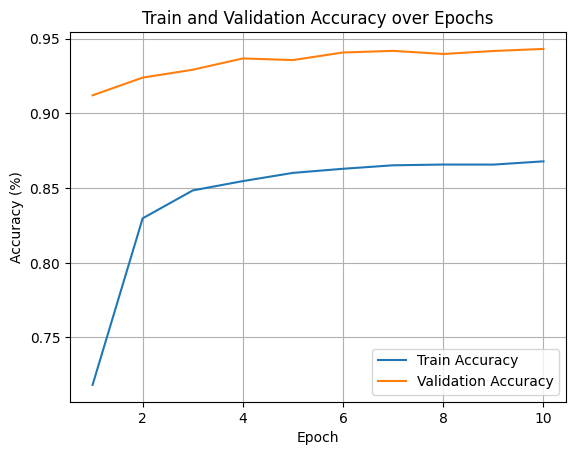 Train and Validation Accuracy over Epochs
0.95
0.90
0.85
0.80
0.75
Accuracy (%)
Train Accuracy
Validation Accuracy
2 4 6 8 10
Epoch